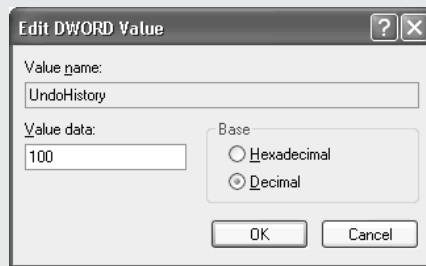 Edit DWORD Value
Value name:
UndoHistory
Value data:
100
Base
Hexadecimal
Decimal
OK
Cancel